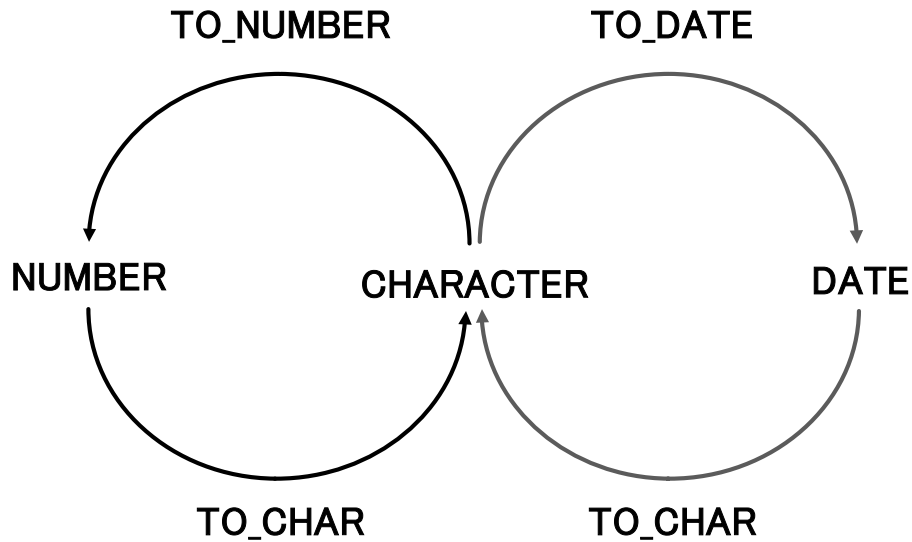 TO_NUMBER
TO_DATE
NUMBER
CHARACTER
DATE
TO_CHAR
TO_CHAR